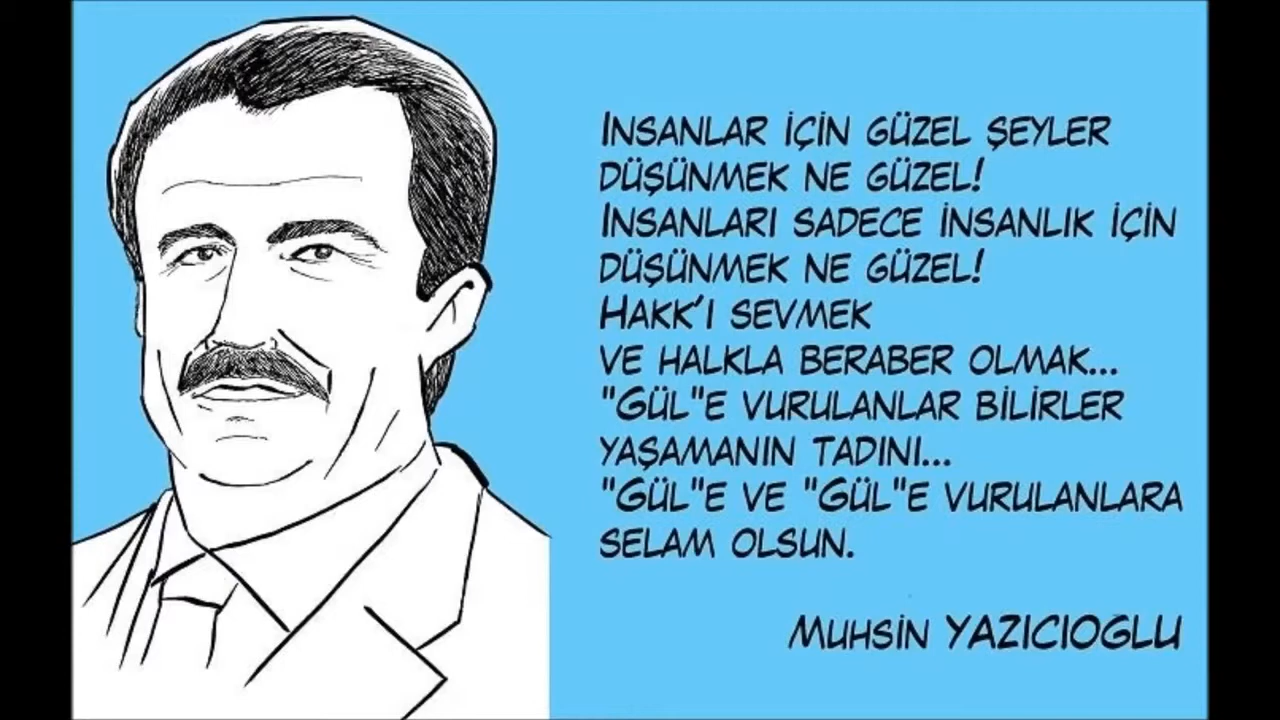 INSANLAR İÇİN GÜZEL ŞEYLER
DÜŞÜNMEK NE GÜZEL!
INSANLARI SADECE İNSANLIK İÇİN
DÜŞÜNMEK NE GÜZEL!
HAKK'I SEVMEK
VE HALKLA BERABER OLMAK...
"GÜL"E VURULANLAR BİLİRLER
YAŞAMANIN TADINI...
"GÜL"E VE "GÜL"E VURULANLARA
SELAM OLSUN.
MUHSİN YAZICIOGLU